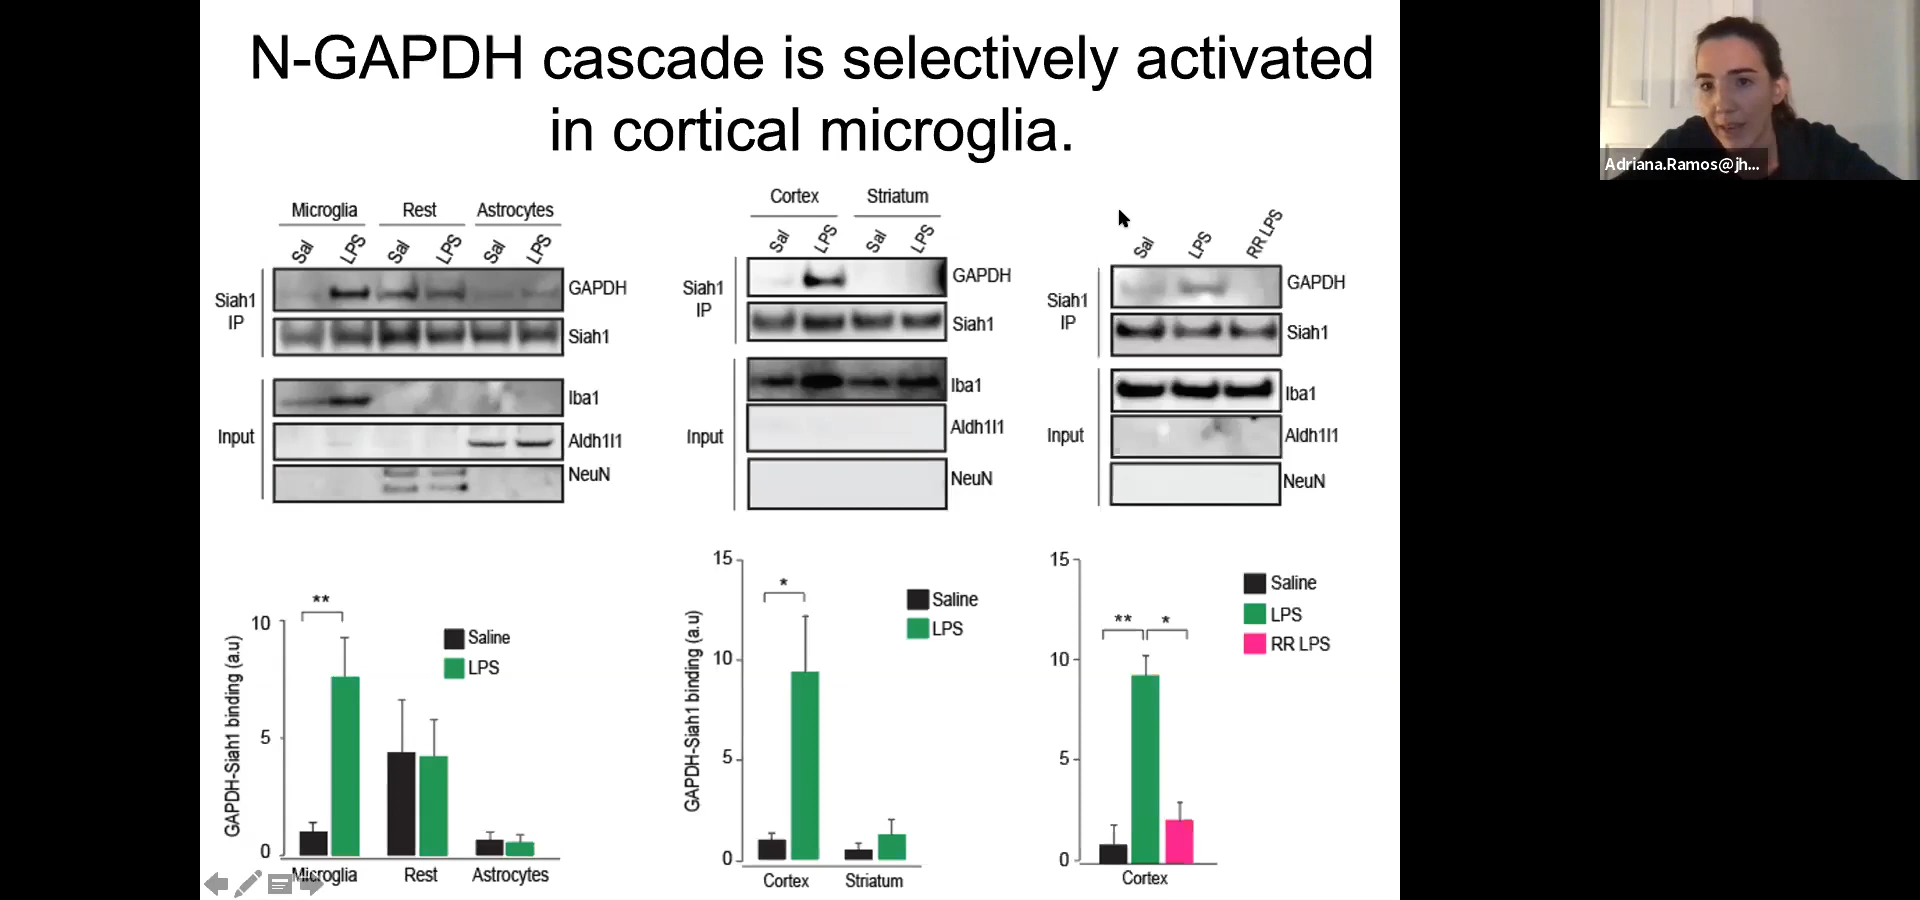 N-GAPDH cascade is selectively activated
in cortical microglia.
Microglia Rest Astrocytes
Sal LPS Sal LPS Sal LPS
Siah1
IP
GAPDH
Siah1
Input
Iba1
Aldh1l1
NeuN
Cortex Striatum
Sal LPS Sal LPS
Siah1
IP
GAPDH
Siah1
Input
Iba1
Aldh1l1
NeuN
Sal LPS RR LPS
Siah1
IP
GAPDH
Siah1
Input
Iba1
Aldh1l1
NeuN
GAPDH-Siah1 binding (a.u)
10
5
0
**
Saline
LPS
Microglia Rest Astrocytes
GAPDH-Siah1 binding (a.u)
15
10
5
0
*
Saline
LPS
Cortex Striatum
15
10
5
0
** *
Saline
LPS
RR LPS
Cortex
Adriana.Ramos@jh...